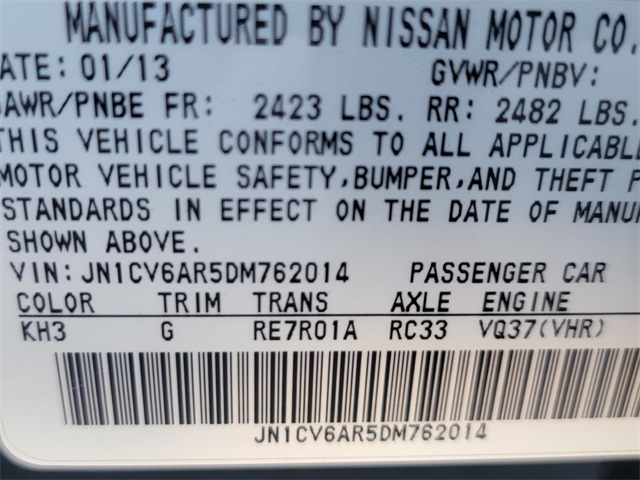 MANUFACTURED BY NISSAN MOTOR CO.
ATE: 01/13 GVWR/PNBV:
AWR/PNBE FR: 2423 LBS. RR: 2482 LBS.
THIS VEHICLE CONFORMS TO ALL APPLICABLE
MOTOR VEHICLE SAFETY,BUMPER,AND THEFT P
STANDARDS IN EFFECT ON THE DATE OF MANU
SHOWN ABOVE.
VIN:JN1CV6AR5DM762014 PASSENGER CAR
COLOR TRIM TRANS AXLE ENGINE
KH3 G RE7R01A RC33 VQ37(VHR)
JN1CV6AR5DM762014